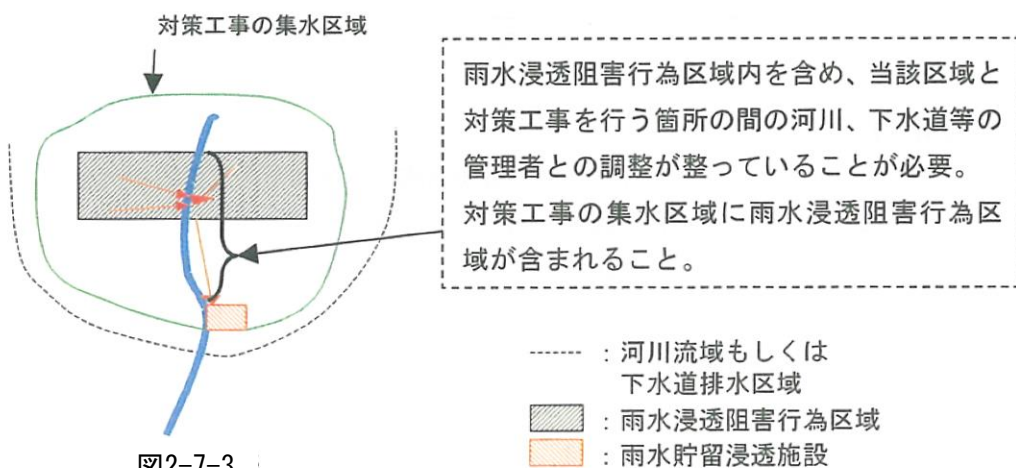 対策工事の集水区域
雨水浸透阻害行為区域内を含め、当該区域と
対策工事を行う箇所の間の河川、下水道等の
管理者との調整が整っていることが必要。
対策工事の集水区域に雨水浸透阻害行為区
域が含まれること。
：河川流域もしくは
下水道排水区域
：雨水浸透阻害行為区域
：雨水貯留浸透施設
図2-7-3